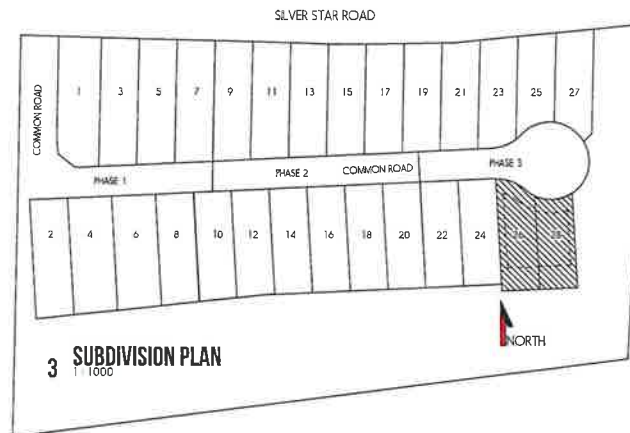 SILVER STAR ROAD
COMMON ROAD
1 3 5 7 9 11 13 15 17 19 21 23 25 27
PHASE 1 PHASE 2 COMMON ROAD PHASE 3
2 4 6 8 10 12 14 16 18 20 22 24 26 28
3 SUBDIVISION PLAN
1:1000
NORTH